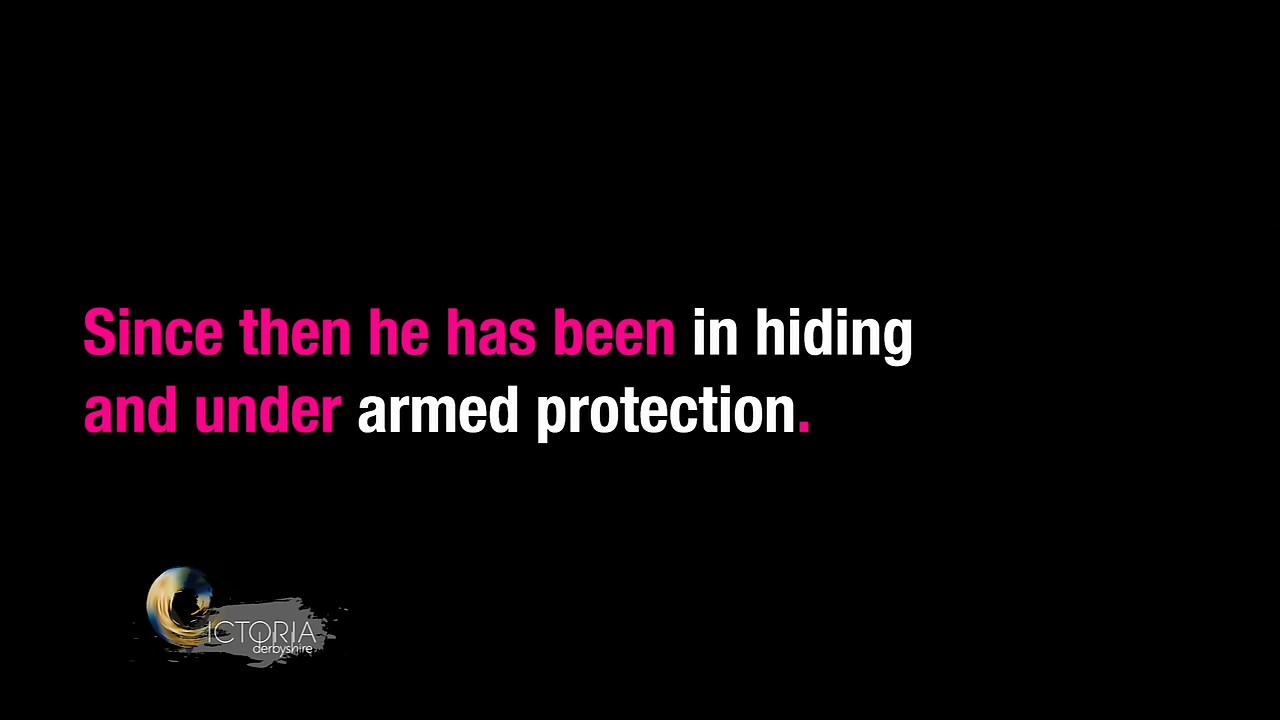 Since then he has been in hiding
and under armed protection.
ICTORIA
derbyshire